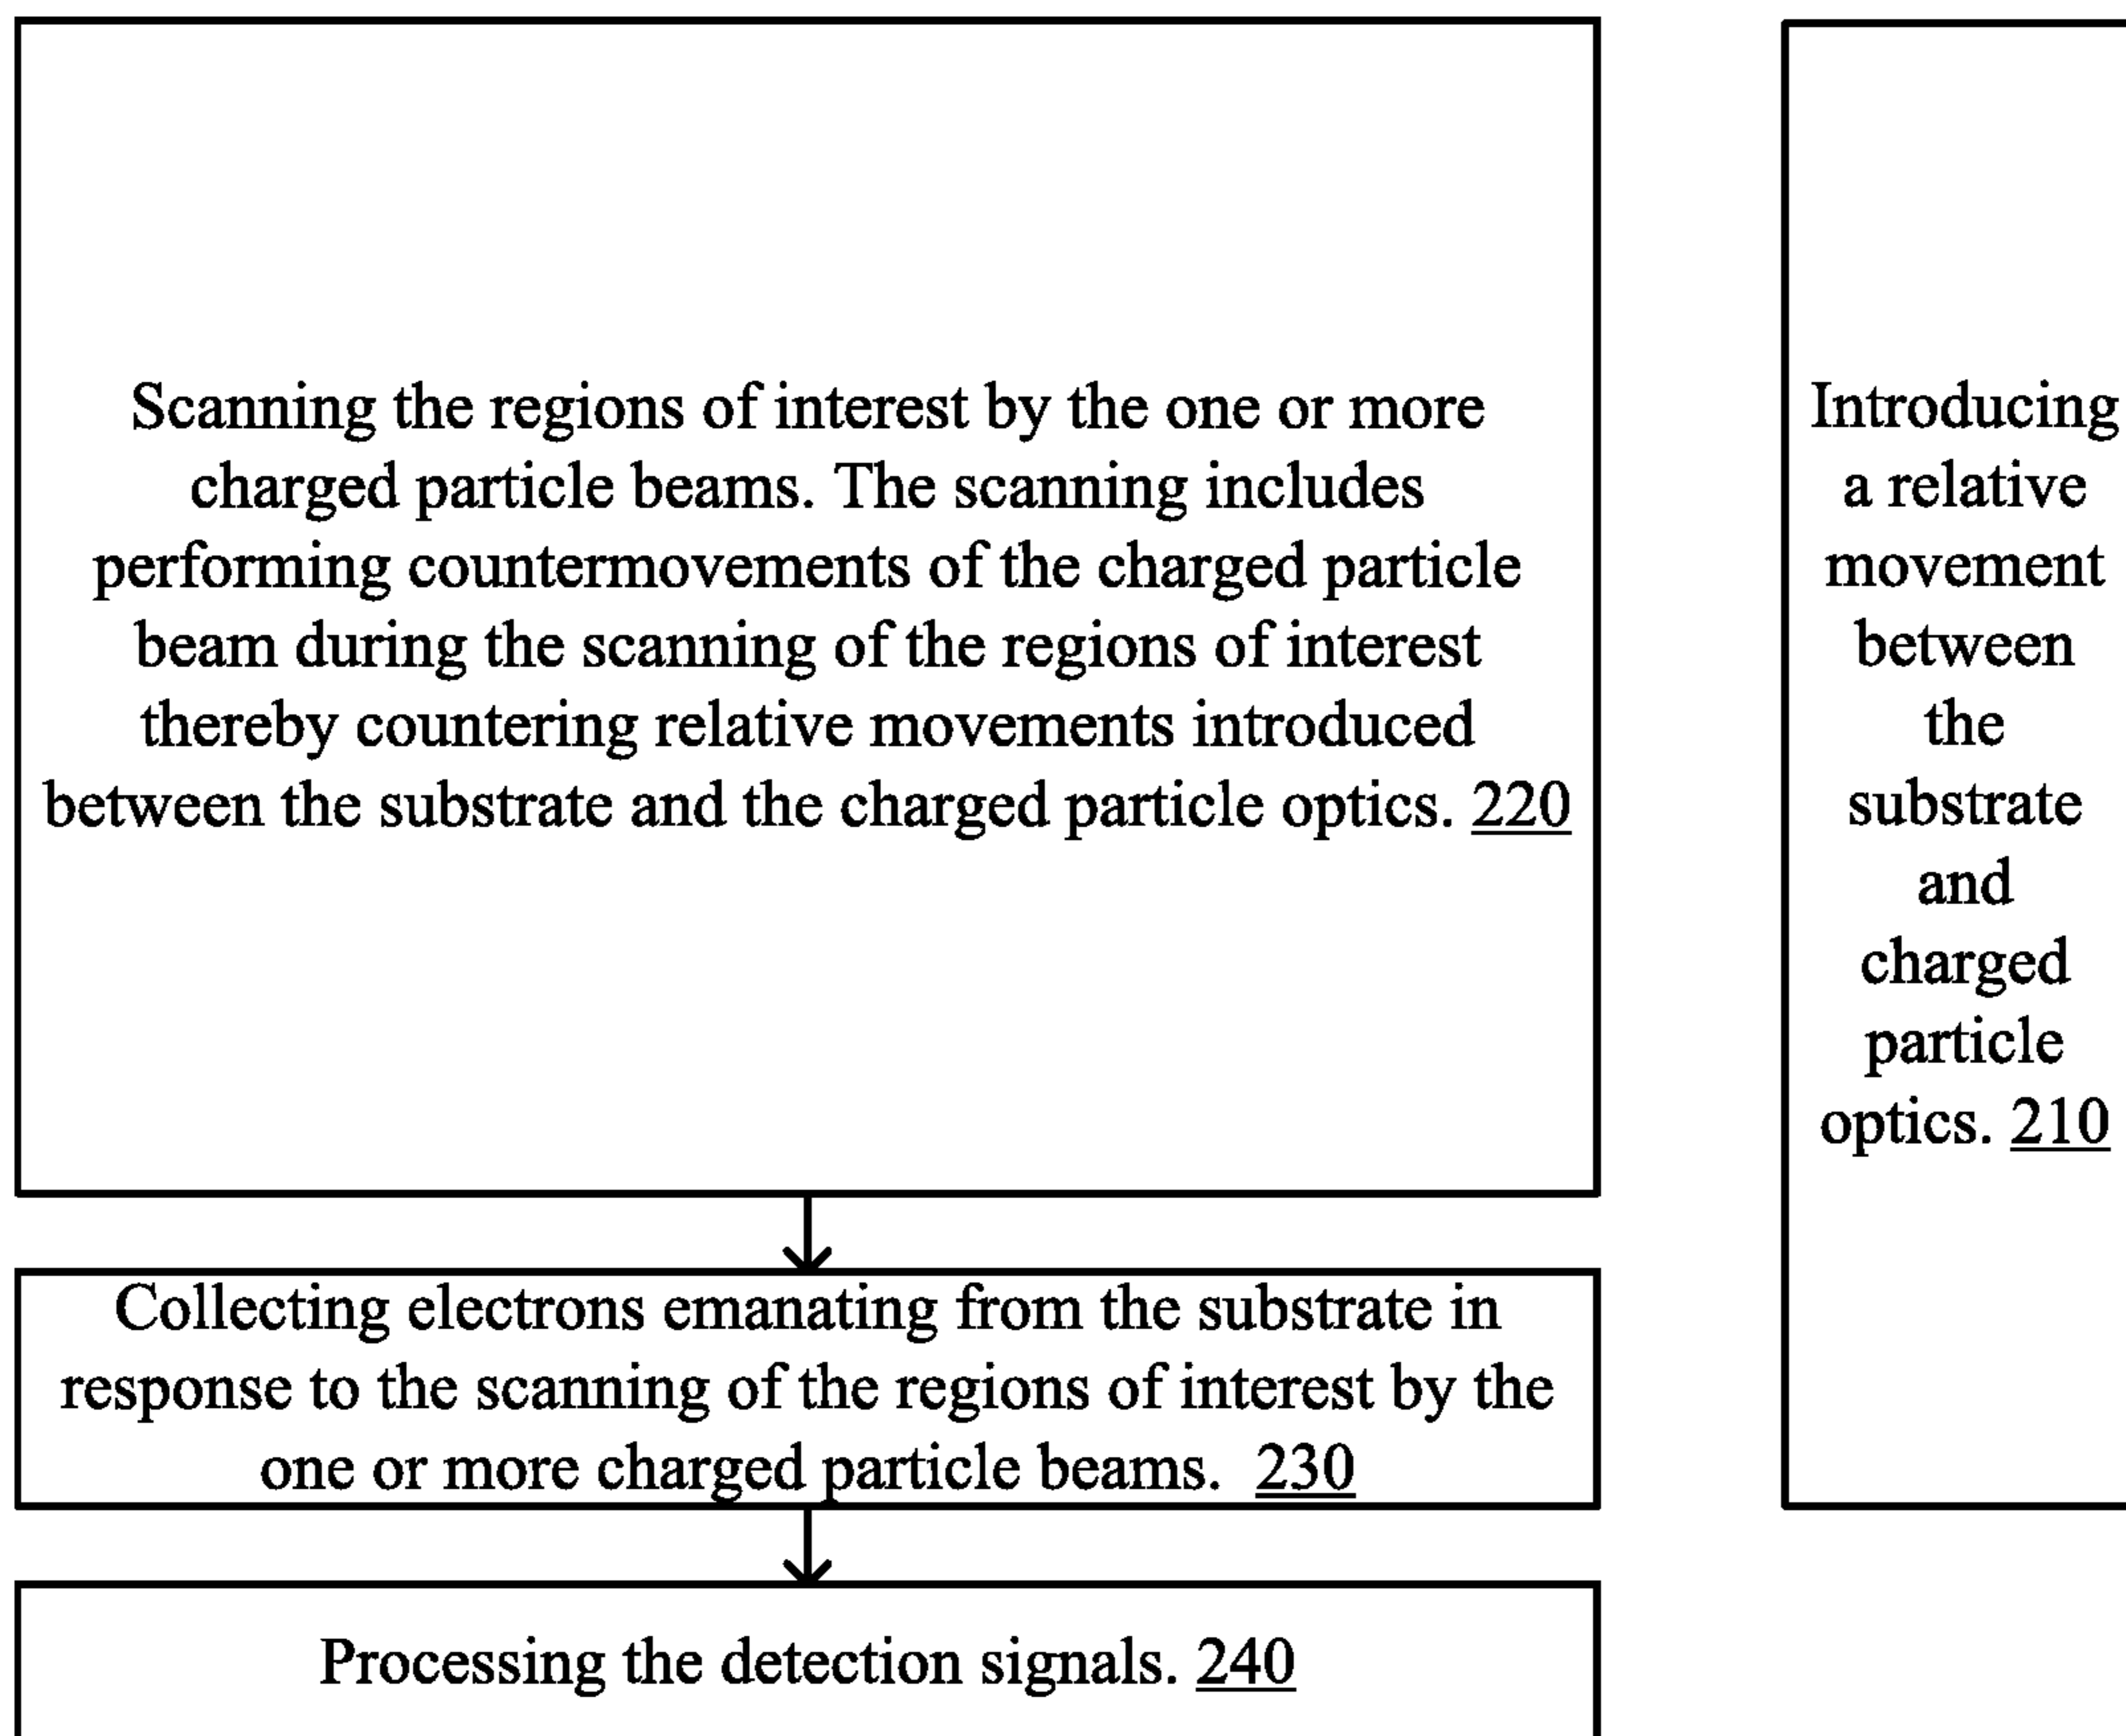 Scanning the regions of interest by the one or more
charged particle beams. The scanning includes
performing countermovements of the charged particle
beam during the scanning of the regions of interest
thereby countering relative movements introduced
between the substrate and the charged particle optics. 220
Introducing
a relative
movement
between
the
substrate
and
charged
particle
optics. 210
Collecting electrons emanating from the substrate in
response to the scanning of the regions of interest by the
one or more charged particle beams. 230
Processing the detection signals. 240